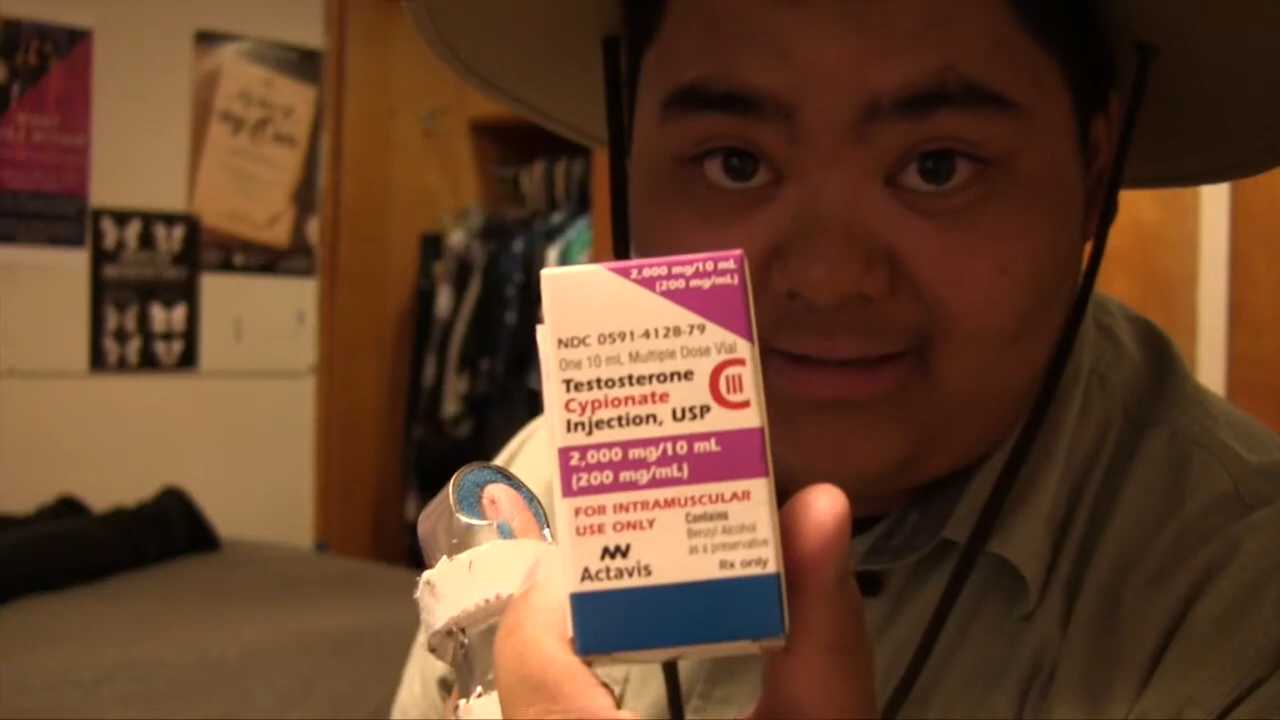 2,000 mg/10 mL
(200 mg/mL)
NDC 0591-4128-79
One 10 mL Multiple Dose Vial
Testosterone
Cypionate
Injection, USP
CIII
2,000 mg/10 mL
(200 mg/mL)
FOR INTRAMUSCULAR
USE ONLY
Contains
Benzyl Alcohol
as a preservative
Actavis
Rx only